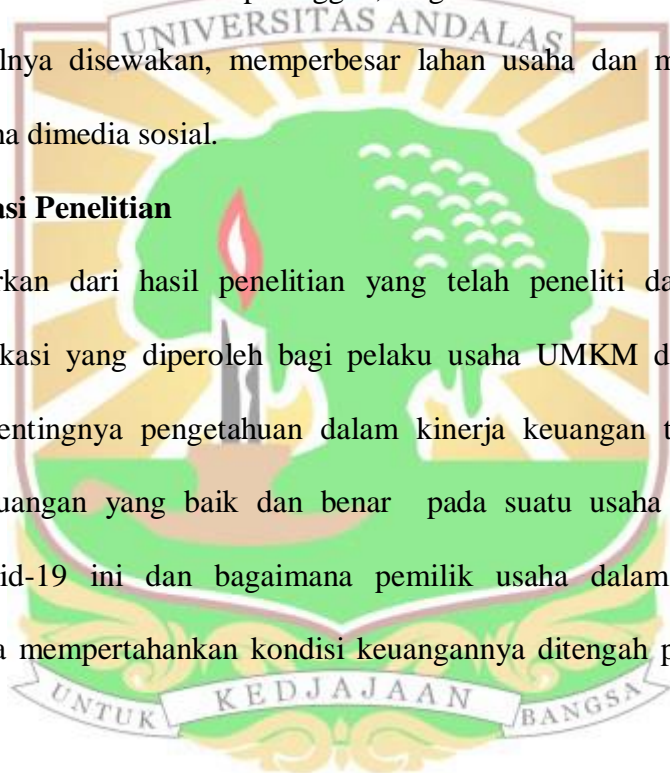 UNIVERSITAS ANDALAS
lnya disewakan, memperbesar lahan usaha dan m
na dimedia sosial.
asi Penelitian
rkan dari hasil penelitian yang telah peneliti da
kasi yang diperoleh bagi pelaku usaha UMKM d
entingnya pengetahuan dalam kinerja keuangan t
uangan yang baik dan benar pada suatu usaha
id-19 ini dan bagaimana pemilik usaha dalam
a mempertahankan kondisi keuangannya ditengah p
UNTUK KEDJAJAAN BANGSA